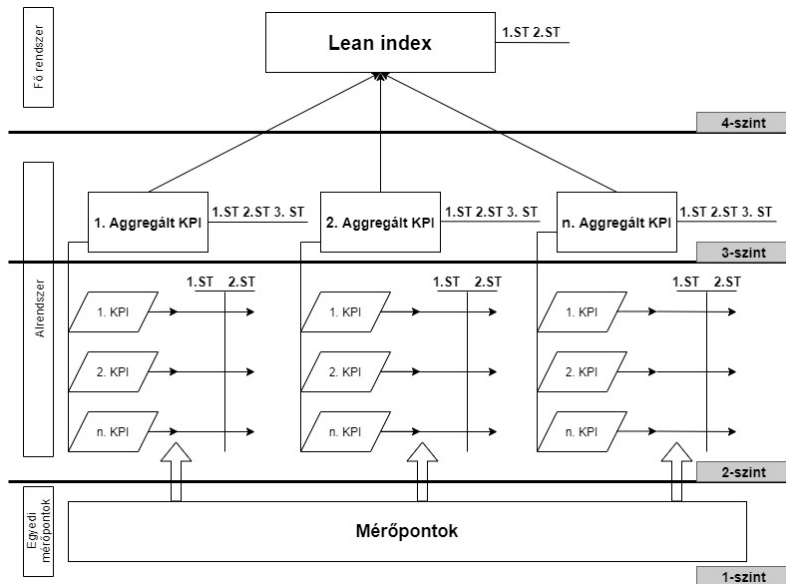 Fő rendszer
Lean index
1.ST 2.ST
4-szint
Alrendszer
1. Aggregált KPI
1.ST 2.ST 3. ST
2. Aggregált KPI
1.ST 2.ST 3. ST
n. Aggregált KPI
1.ST 2.ST 3. ST
3-szint
1.ST 2.ST
1.ST 2.ST
1.ST 2.ST
1. KPI
1. KPI
1. KPI
2. KPI
2. KPI
2. KPI
n. KPI
n. KPI
n. KPI
2-szint
Egyedi
mérőpontok
Mérőpontok
1-szint